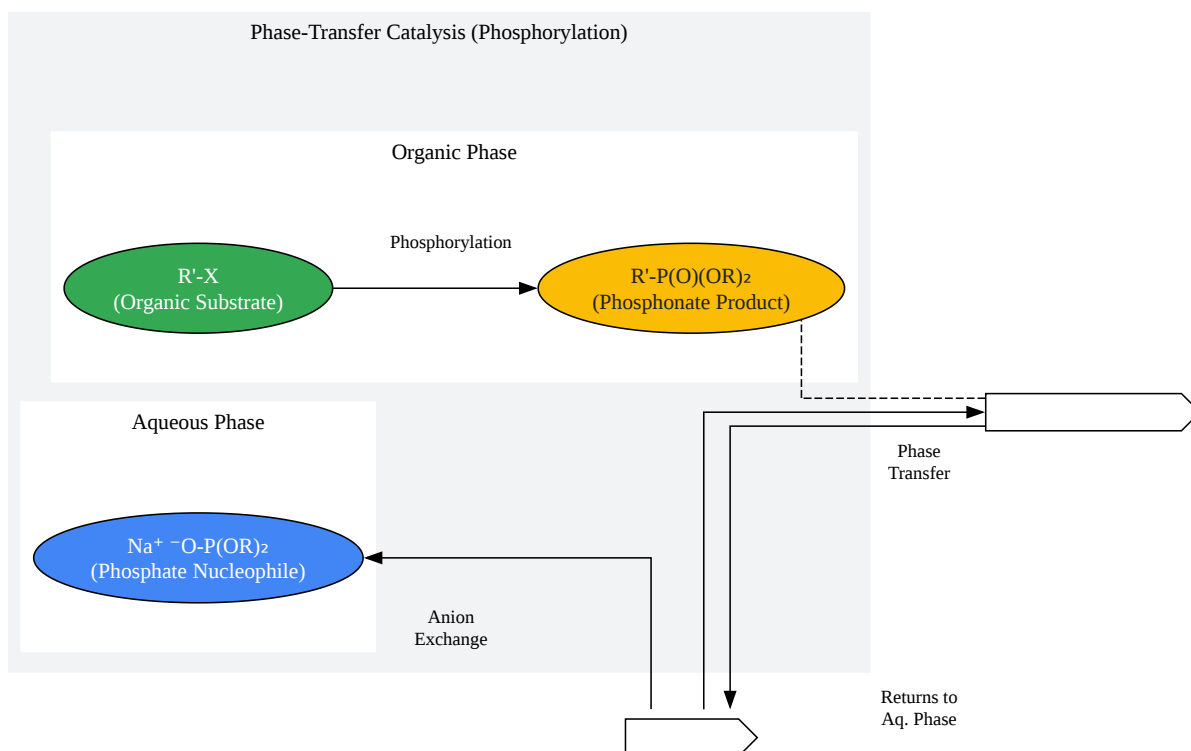 Phase-Transfer Catalysis (Phosphorylation)
Organic Phase
Phosphorylation
R'-X
(Organic Substrate)
R'-P(O)(OR)₂
(Phosphonate Product)
Aqueous Phase
Phase
Transfer
Na⁺ ⁻O-P(OR)₂
(Phosphate Nucleophile)
Anion
Exchange
Returns to
Aq. Phase